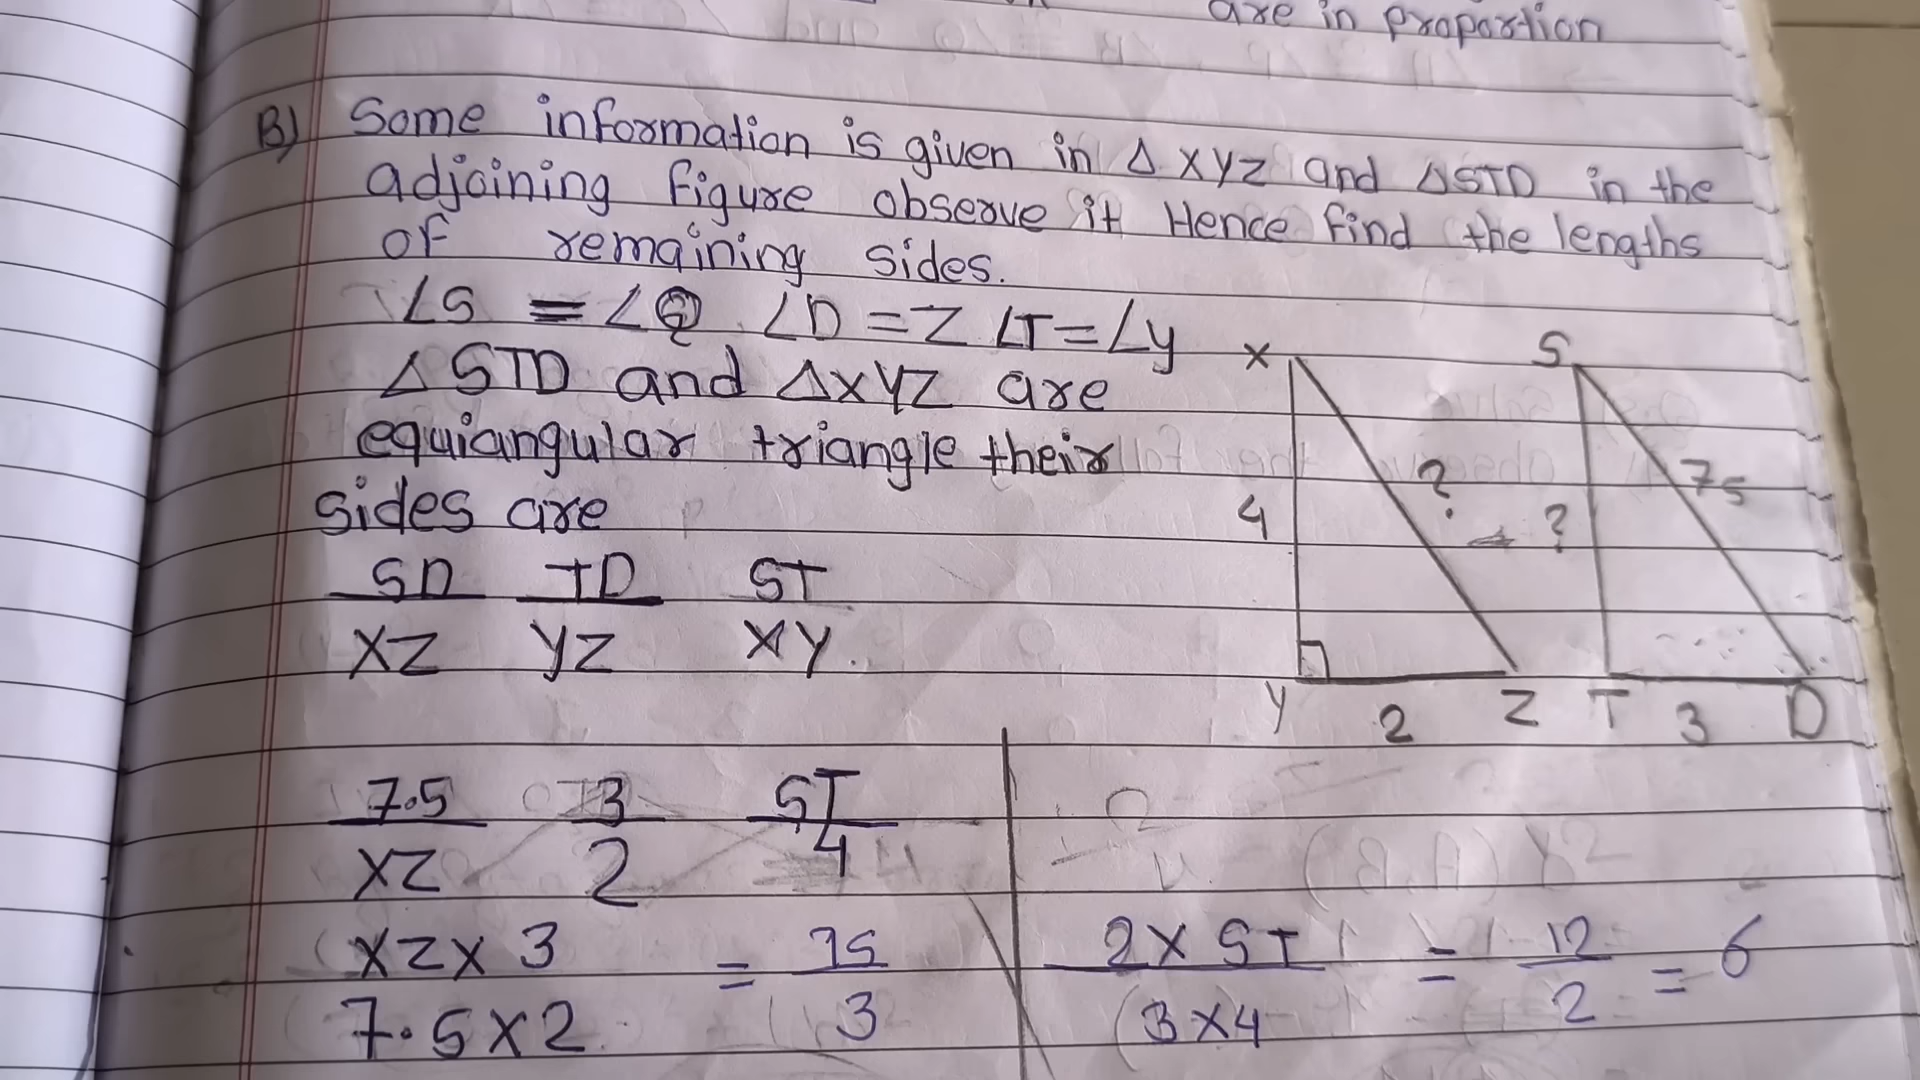 are in proportion
B) Some information is given in Δ XYZ and ΔSTD in the
adjoining figure observe it Hence find the lengths
of remaining sides.
∠S = ∠Q ∠D = Z ∠T = ∠y
Δ STD and ΔXYZ are
equiangular triangle their
sides are
SD TD ST
XZ YZ XY.
X S
4 ? ? 75
Y 2 Z T 3 D
7.5 3 ST
XZ 2 4
XZ X 3 = 75 2 X ST = 12 = 6
7.5 X 2 3 3 X 4 2